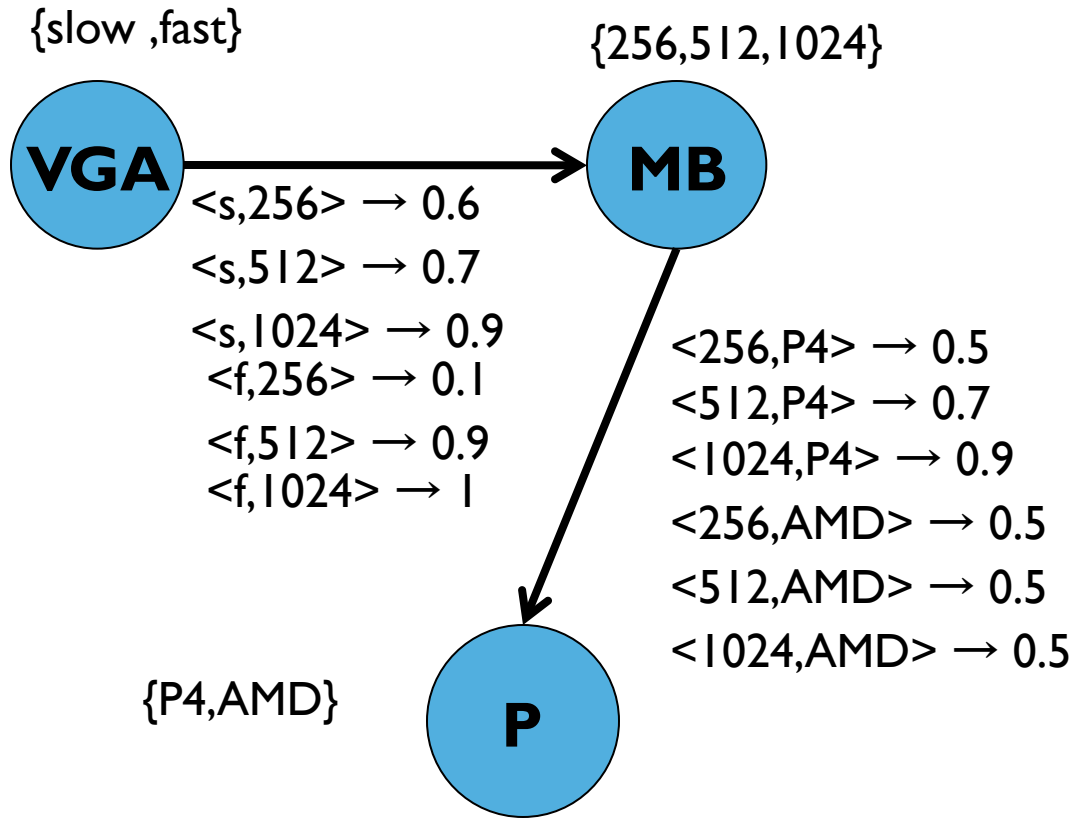 {slow ,fast}
{256,512,1024}
VGA
MB
<s,256> → 0.6
<s,512> → 0.7
<s,1024> → 0.9
<f,256> → 0.1
<f,512> → 0.9
<f,1024> → 1
<256,P4> → 0.5
<512,P4> → 0.7
<1024,P4> → 0.9
<256,AMD> → 0.5
<512,AMD> → 0.5
<1024,AMD> → 0.5
{P4,AMD}
P